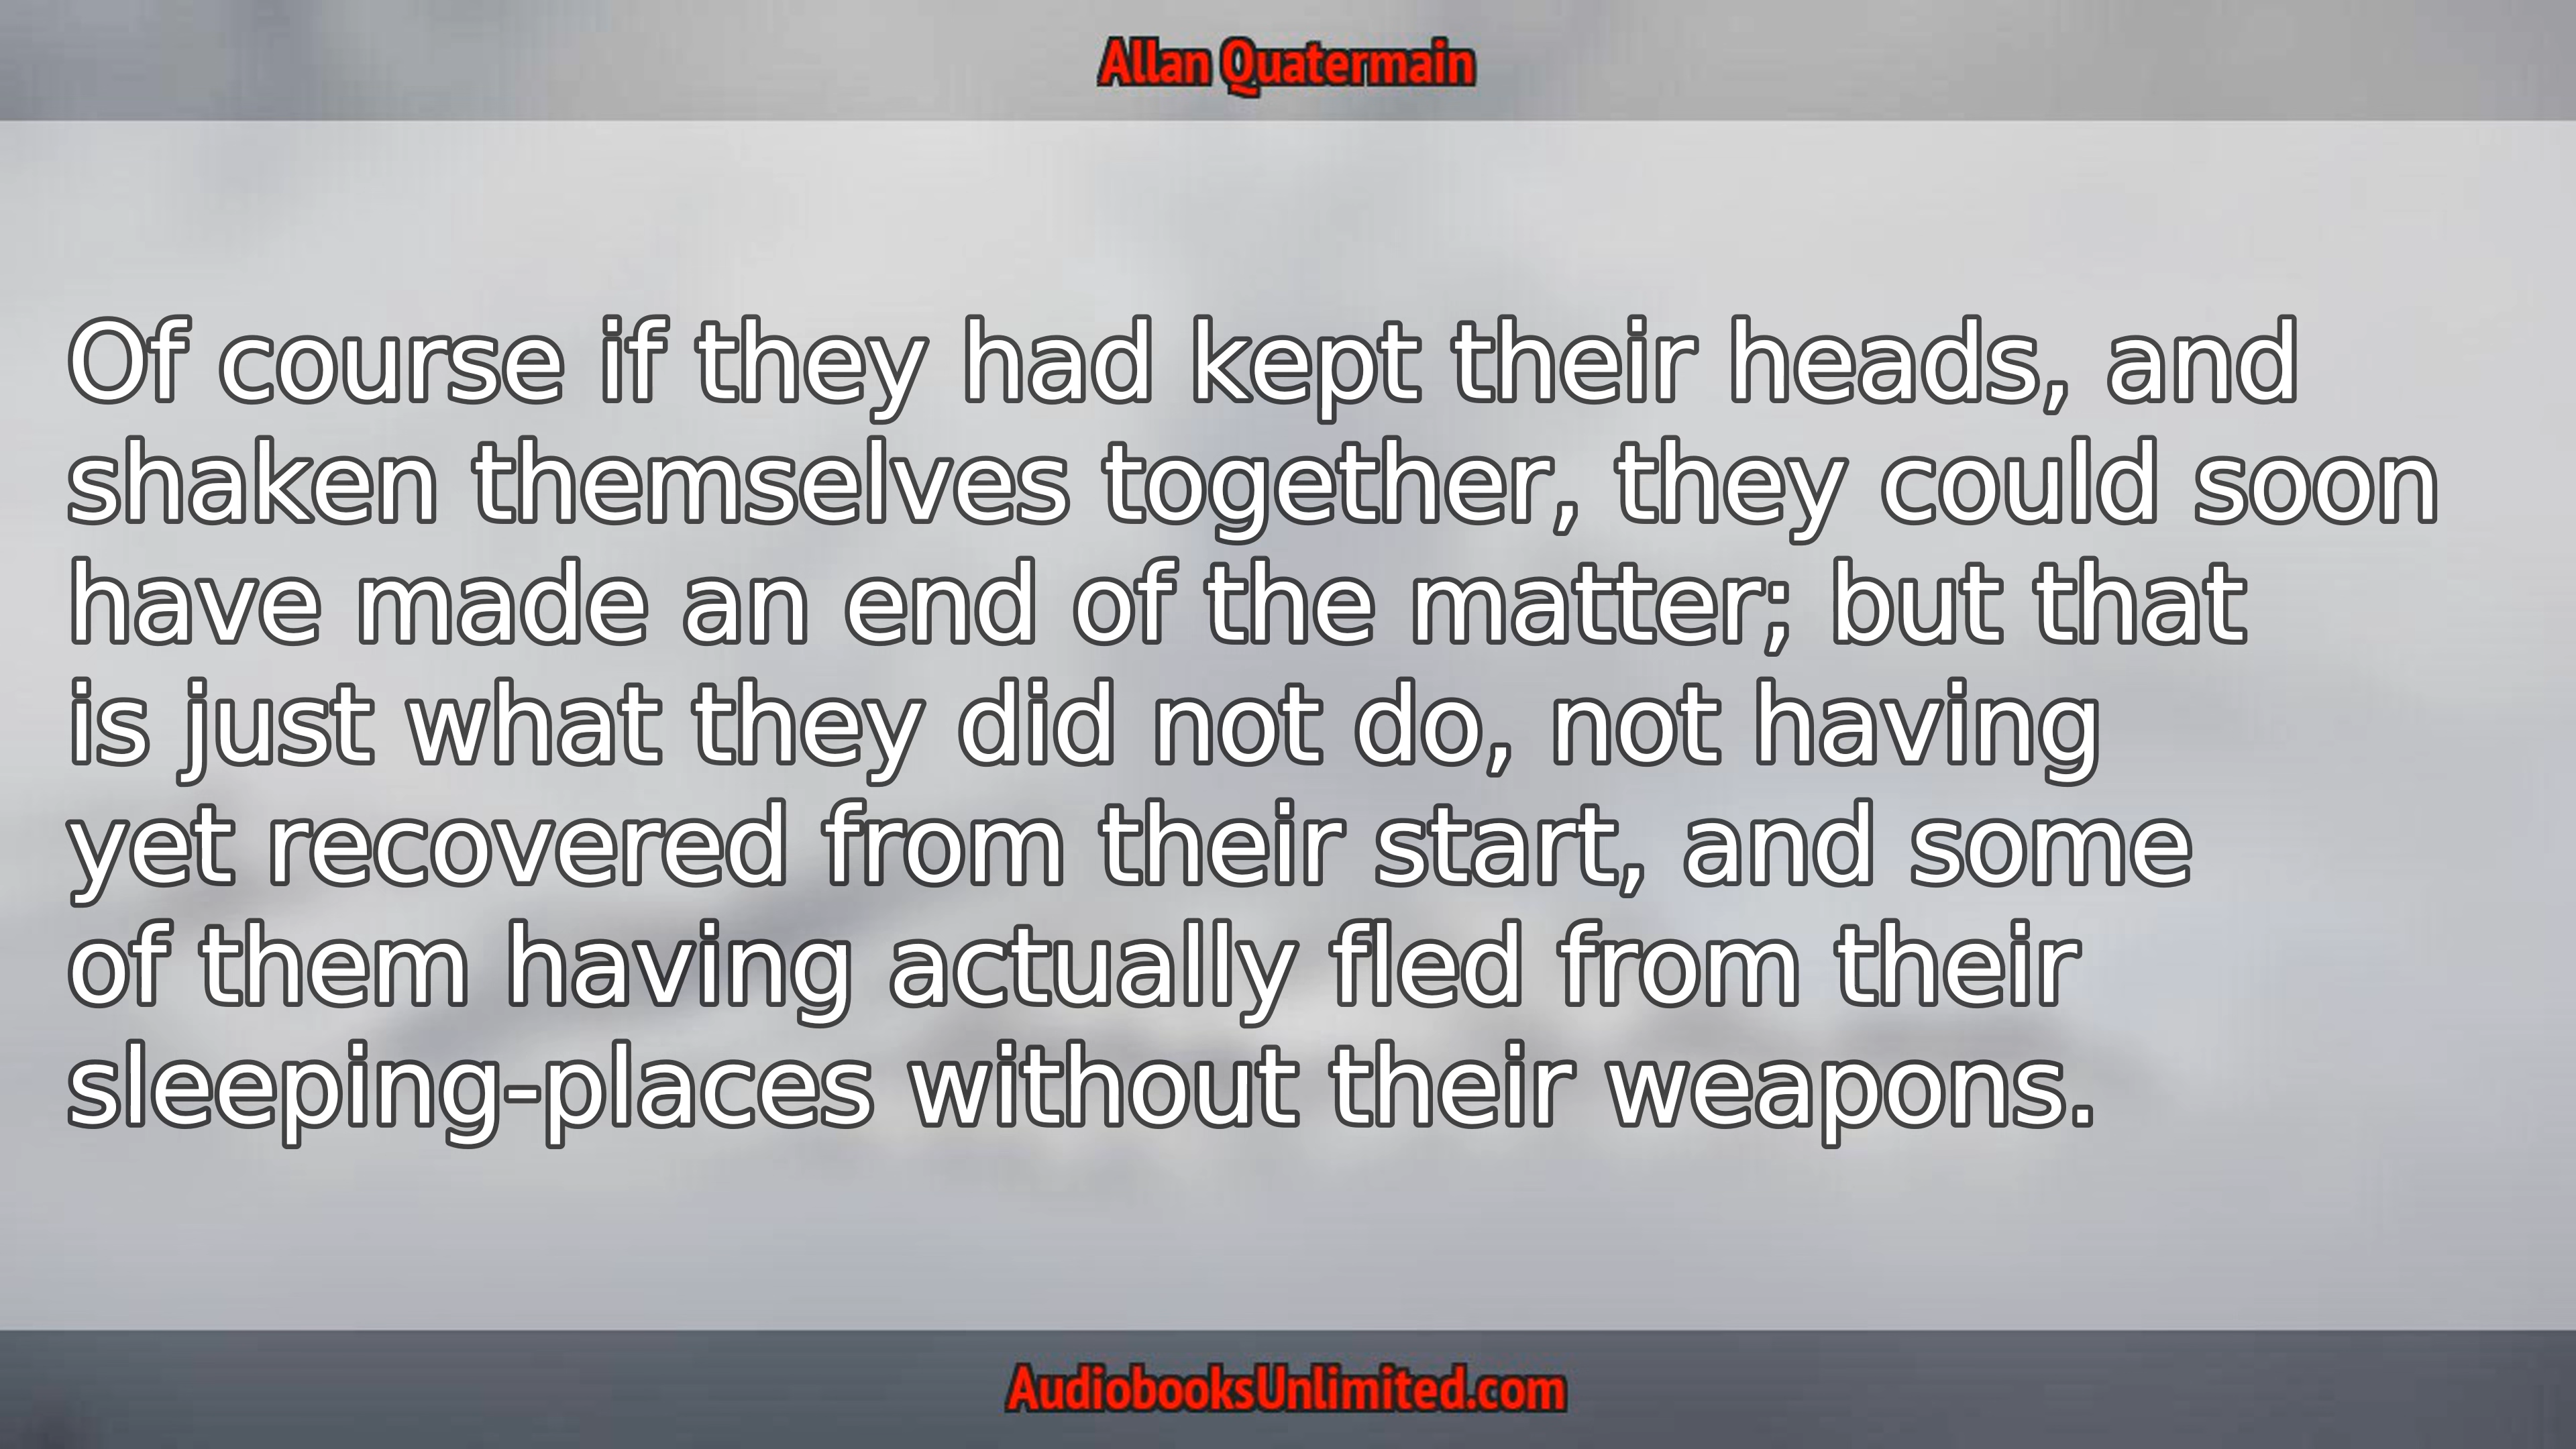 Allan Quatermain
Of course if they had kept their heads, and
shaken themselves together, they could soon
have made an end of the matter; but that
is just what they did not do, not having
yet recovered from their start, and some
of them having actually fled from their
sleeping-places without their weapons.
AudiobooksUnlimited.com